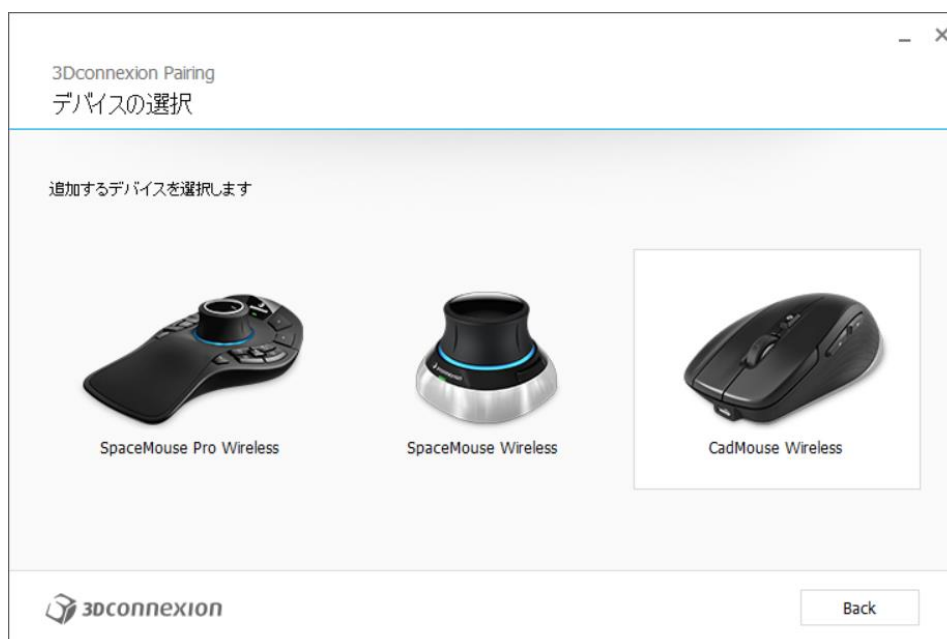 3Dconnexion Pairing
デバイスの選択
追加するデバイスを選択します
SpaceMouse Pro Wireless
SpaceMouse Wireless
CadMouse Wireless
3Dconnexion
Back